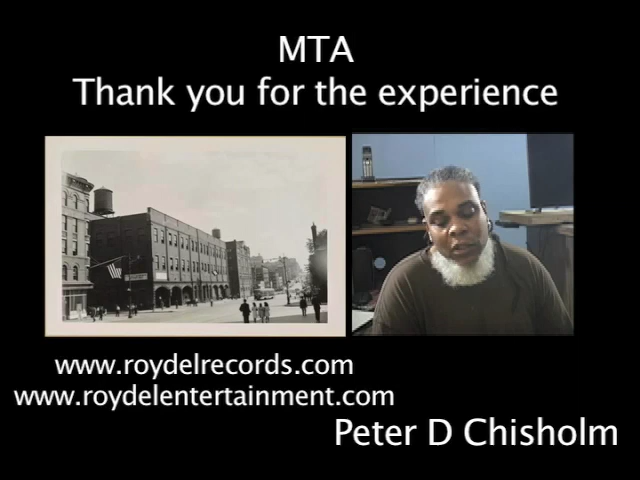 MTA
Thank you for the experience
www.roydelrecords.com
www.roydelentertainment.com
Peter D Chisholm